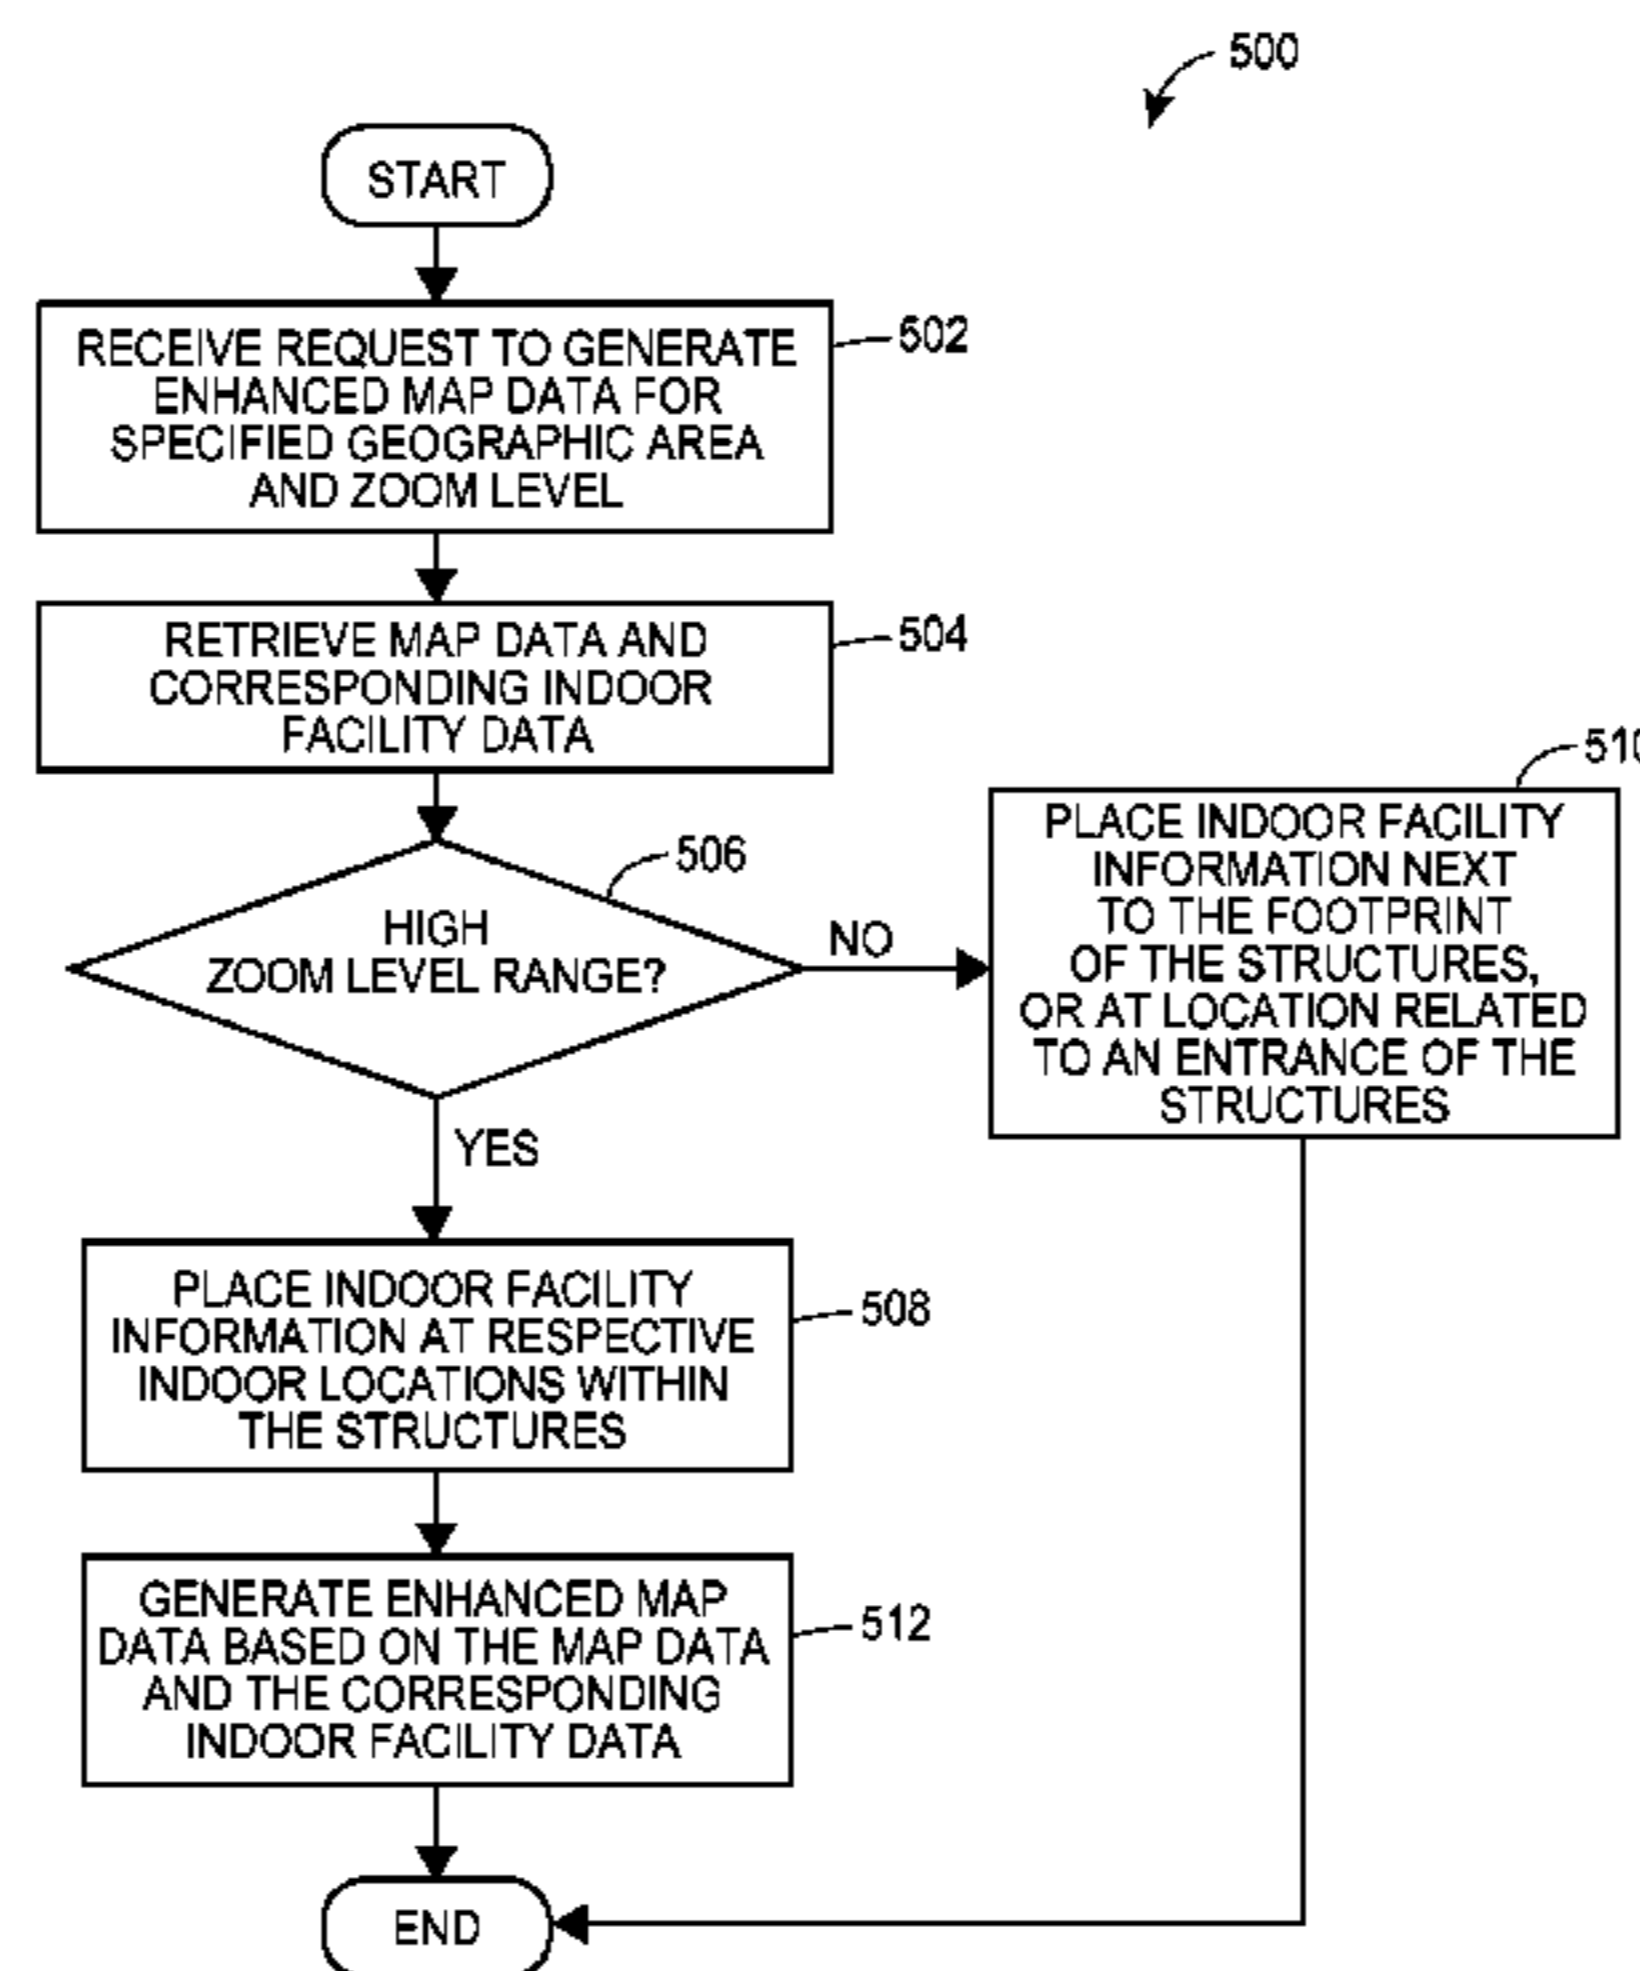 500
START
RECEIVE REQUEST TO GENERATE
ENHANCED MAP DATA FOR
SPECIFIED GEOGRAPHIC AREA
AND ZOOM LEVEL
502
RETRIEVE MAP DATA AND
CORRESPONDING INDOOR
FACILITY DATA
504
HIGH
ZOOM LEVEL RANGE?
506
NO
510
PLACE INDOOR FACILITY
INFORMATION NEXT
TO THE FOOTPRINT
OF THE STRUCTURES,
OR AT LOCATION RELATED
TO AN ENTRANCE OF THE
STRUCTURES
YES
PLACE INDOOR FACILITY
INFORMATION AT RESPECTIVE
INDOOR LOCATIONS WITHIN
THE STRUCTURES
508
GENERATE ENHANCED MAP
DATA BASED ON THE MAP DATA
AND THE CORRESPONDING
INDOOR FACILITY DATA
512
END